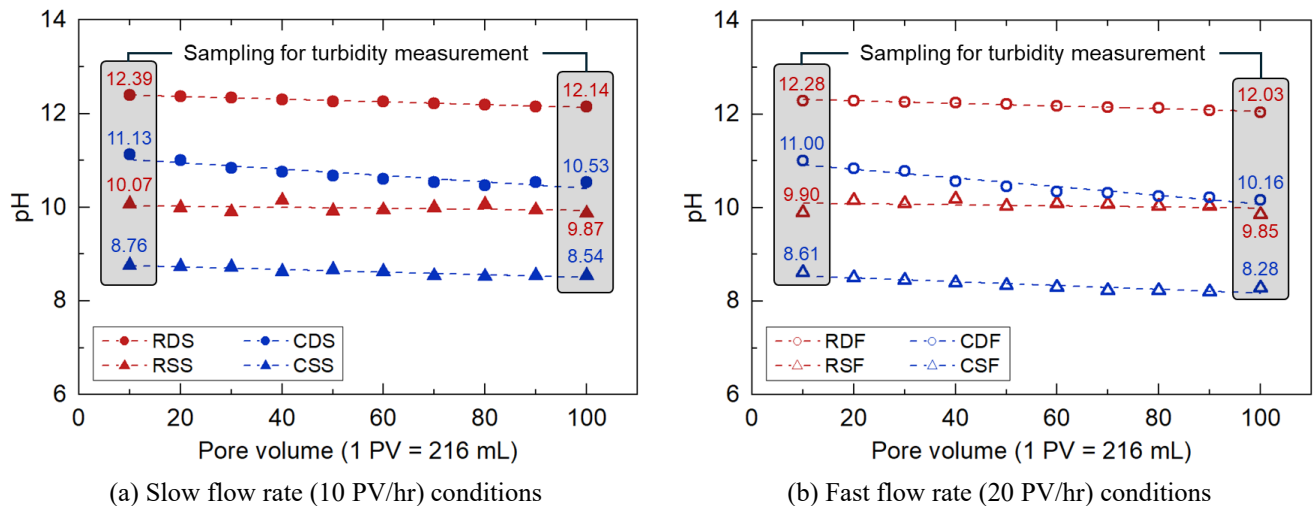 14
12
10
8
6
pH
Sampling for turbidity measurement
12.39
12.14
11.13
10.53
10.07
9.87
8.76
8.54
RDS
CDS
RSS
CSS
0 20 40 60 80 100
Pore volume (1 PV = 216 mL)
(a) Slow flow rate (10 PV/hr) conditions
14
12
10
8
6
pH
Sampling for turbidity measurement
12.28
12.03
11.00
10.16
9.90
9.85
8.61
8.28
RDF
CDF
RSF
CSF
0 20 40 60 80 100
Pore volume (1 PV = 216 mL)
(b) Fast flow rate (20 PV/hr) conditions